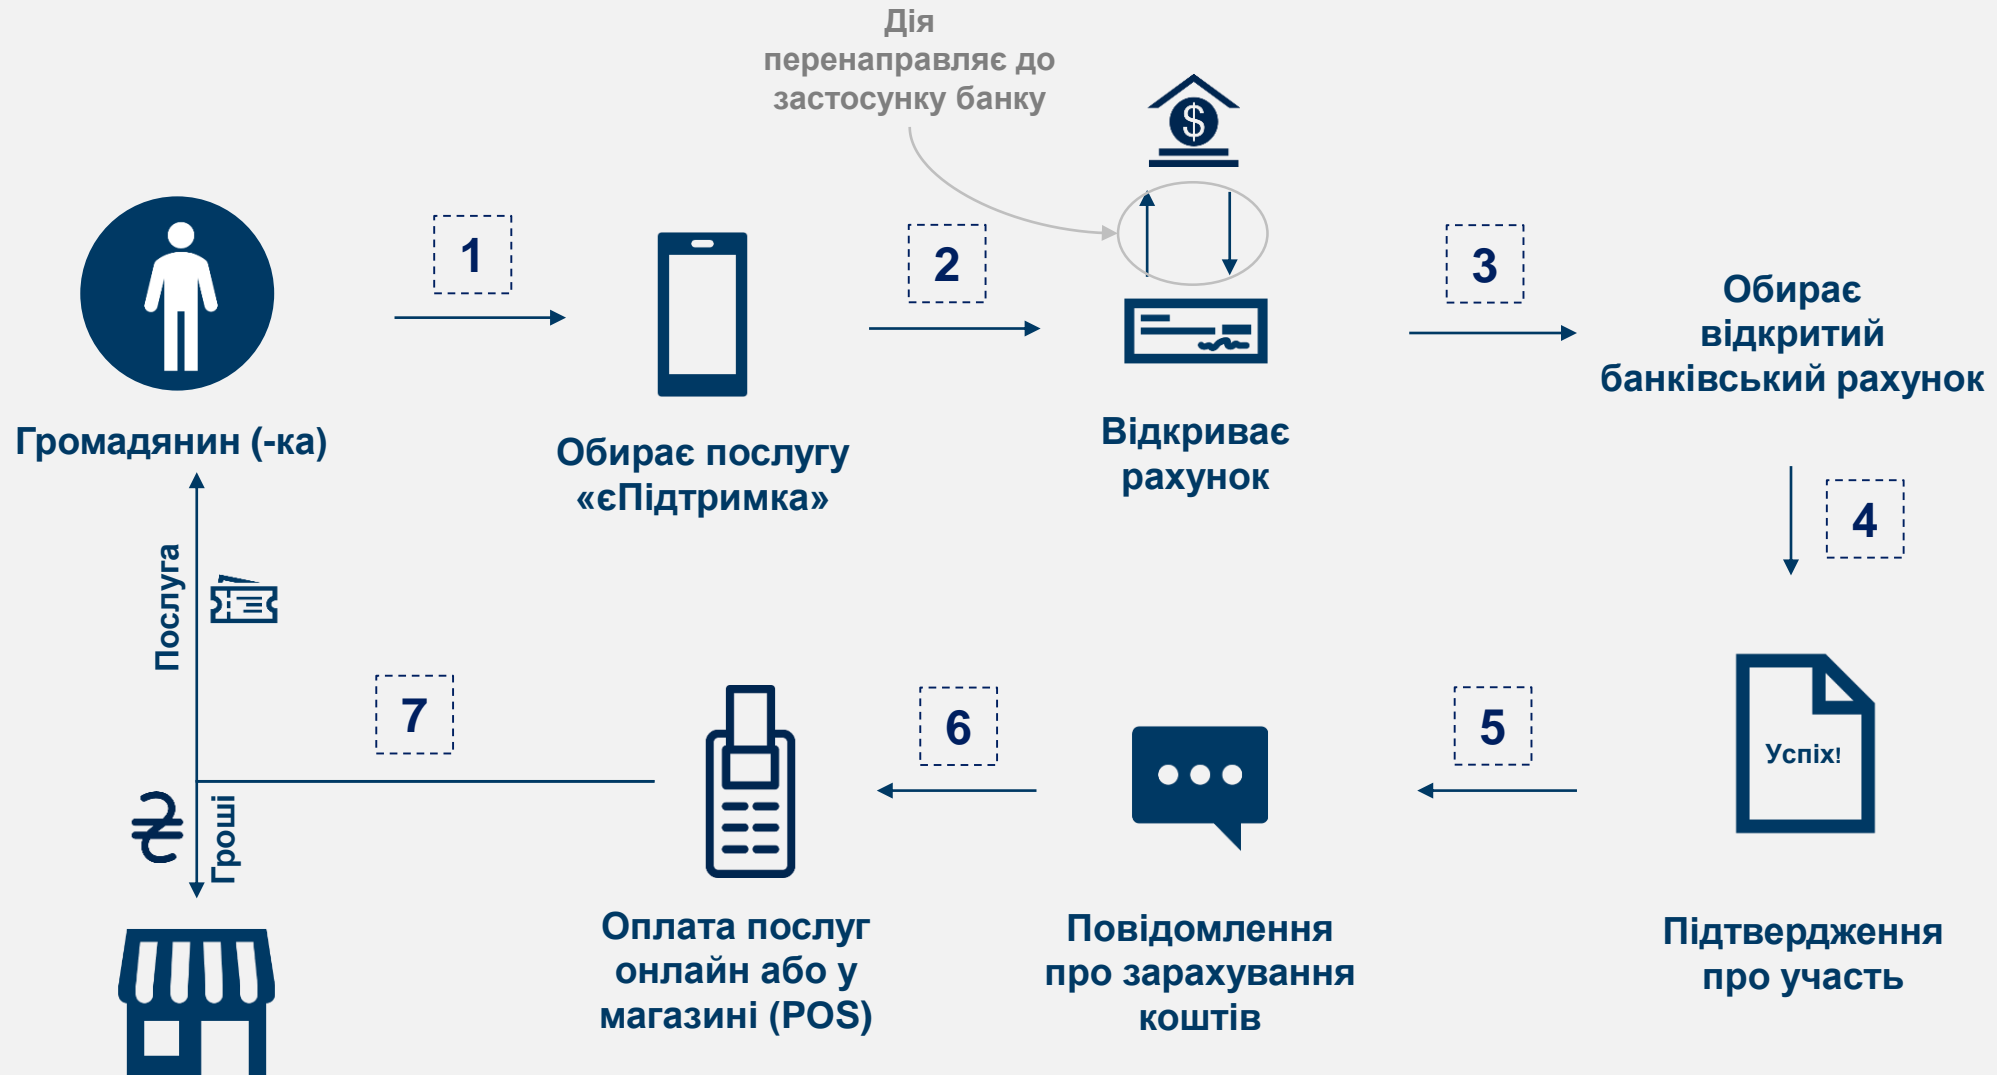 Дія
перенаправляє до
застосунку банку
$
1
2
3
Громадянин (-ка)
Обирає послугу
«єПідтримка»
Відкриває
рахунок
Обирає
відкритий
банківський рахунок
4
Послуга
Гроші
₴
7
6
5
Успіх!
Оплата послуг
онлайн або у
магазині (POS)
Повідомлення
про зарахування
коштів
Підтвердження
про участь